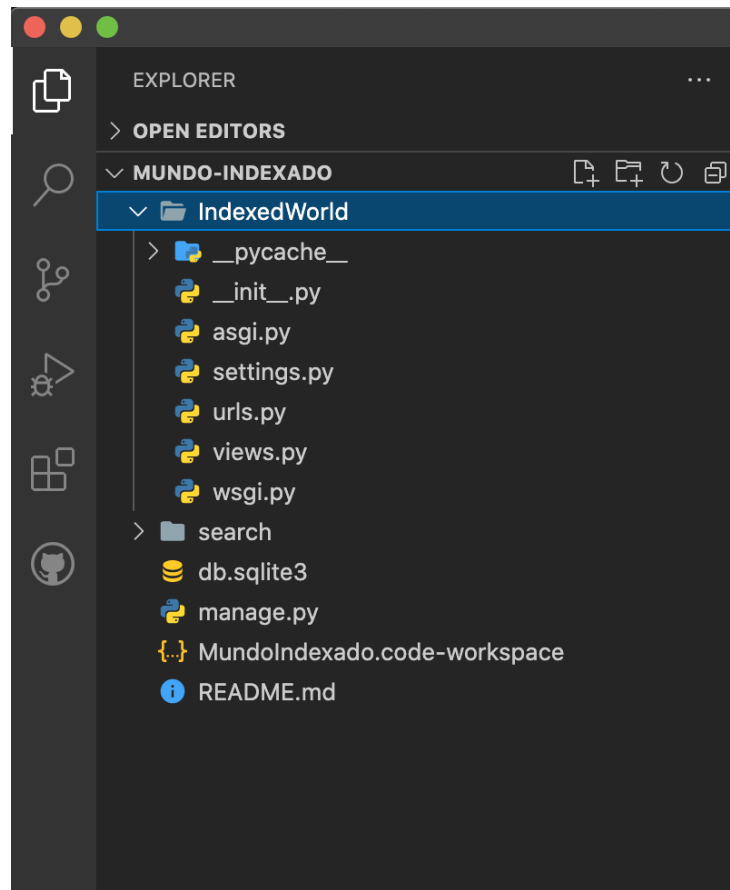 EXPLORER
OPEN EDITORS
MUNDO-INDEXADO
IndexedWorld
__pycache__
__init__.py
asgi.py
settings.py
urls.py
views.py
wsgi.py
search
db.sqlite3
manage.py
{...} MundoIndexado.code-workspace
README.md